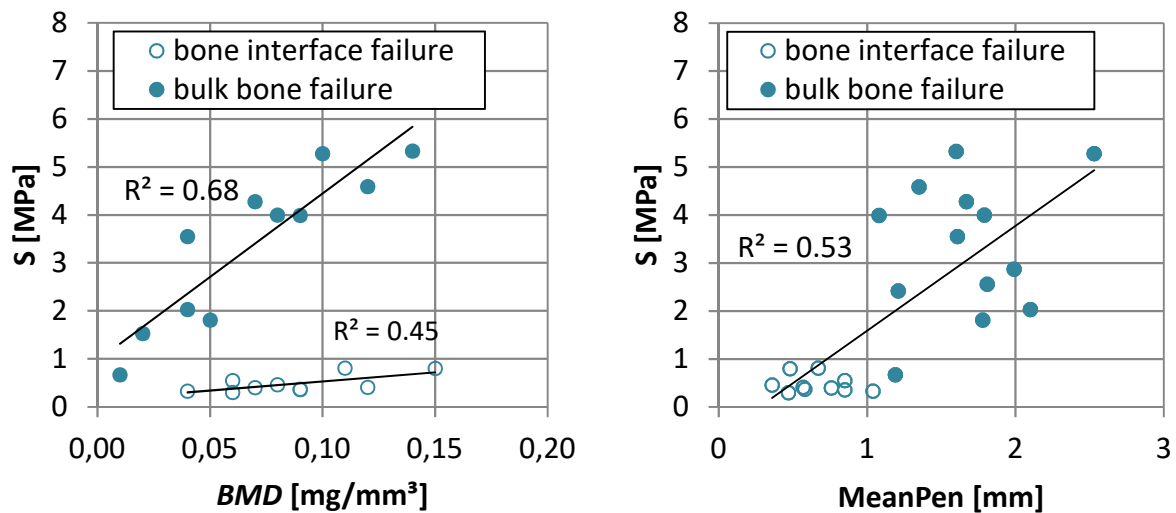 8
7
6
5
4
3
2
1
0
S [MPa]
bone interface failure
bulk bone failure
R² = 0.68
R² = 0.45
0,00 0,05 0,10 0,15 0,20
BMD [mg/mm³]
8
7
6
5
4
3
2
1
0
S [MPa]
bone interface failure
bulk bone failure
R² = 0.53
0 1 2 3
MeanPen [mm]